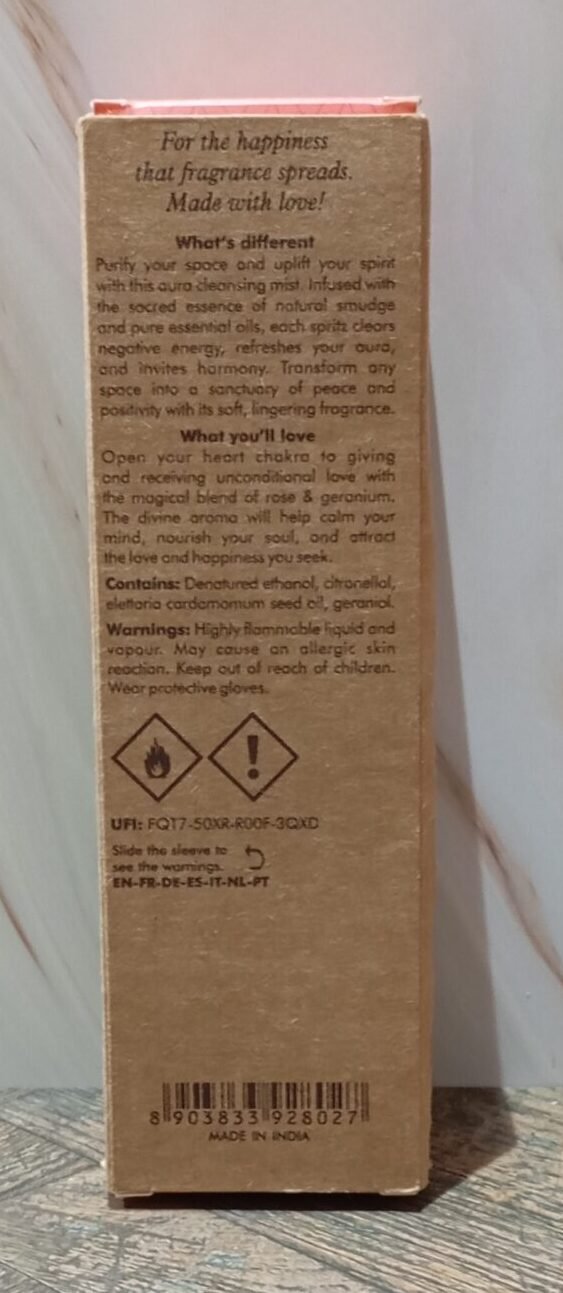 For the happiness
that fragrance spreads.
Made with love!
What's different
Purify your space and uplift your spirit
with this aura cleansing mist. Infused with
the sacred essence of natural smudge
and pure essential oils, each spritz clears
negative energy, refreshes your aura,
and invites harmony. Transform any
space into a sanctuary of peace and
positivity with its soft, lingering fragrance.
What you'll love
Open your heart chakra to giving
and receiving unconditional love with
the magical blend of rose & geranium.
The divine aroma will help calm your
mind, nourish your soul, and attract
the love and happiness you seek.
Contains: Denatured ethanol, citronellal,
elettaria cardamomum seed oil, geraniol.
Warnings: Highly flammable liquid and
vapour. May cause an allergic skin
reaction. Keep out of reach of children.
Wear protective gloves.
UFI: FQT7-50XR-R00F-3QXD
Slide the sleeve to
see the warnings.
EN-FR-DE-ES-IT-NL-PT
8 903833 928027
MADE IN INDIA